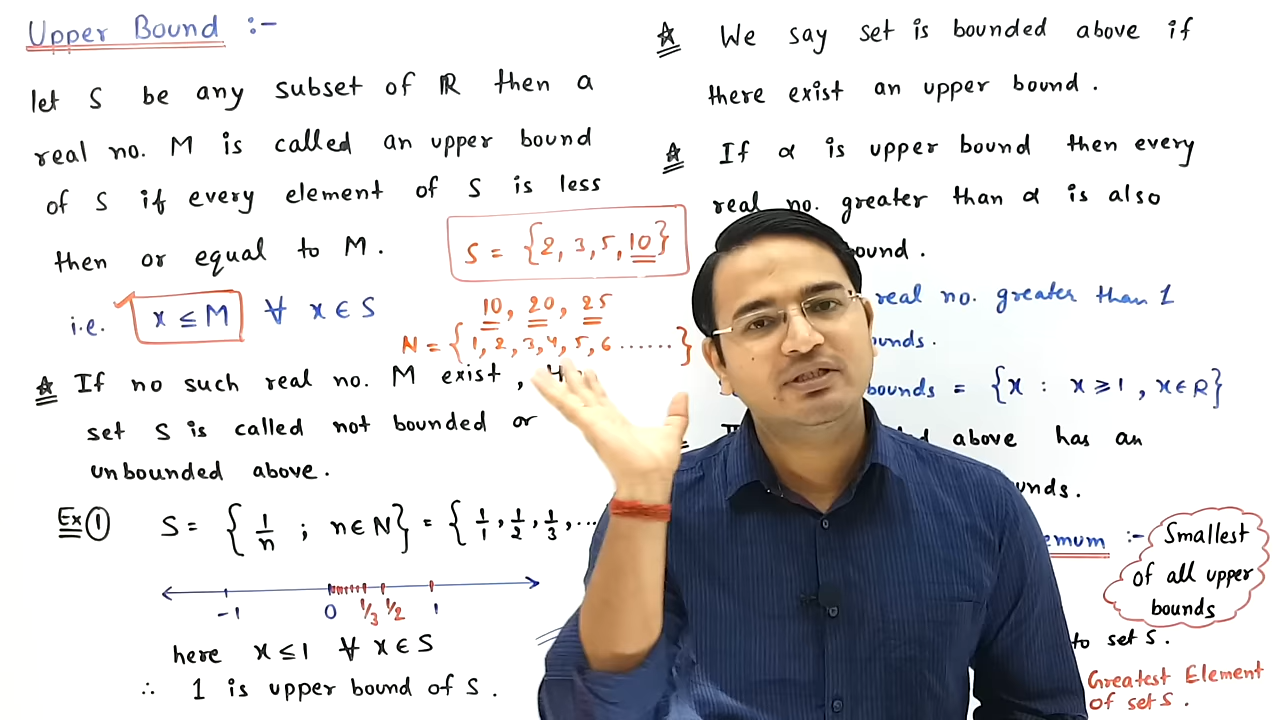 Upper Bound :-
let S be any subset of ℝ then a
real no. M is called an upper bound
of S if every element of S is less
then or equal to M.
S = {2, 3, 5, 10}
10, 20, 25
i.e. x ≤ M ∀ x ∈ S
N = {1, 2, 3, 4, 5, 6 ......}
If no such real no. M exist,
set S is called not bounded or
unbounded above.
Ex 1 S = {1/n ; n ∈ N} = {1/1, 1/2, 1/3, ...
-1 0 1/3 1/2 1
here x ≤ 1 ∀ x ∈ S
∴ 1 is upper bound of S.
We say set is bounded above if
there exist an upper bound.
If α is upper bound then every
real no. greater than α is also
ound.
real no. greater than 1
unds.
bounds = {x : x ≥ 1, x ∈ R}
above has an
unds.
emum :-
Smallest
of all upper
bounds
to set S.
Greatest Element
of set S.